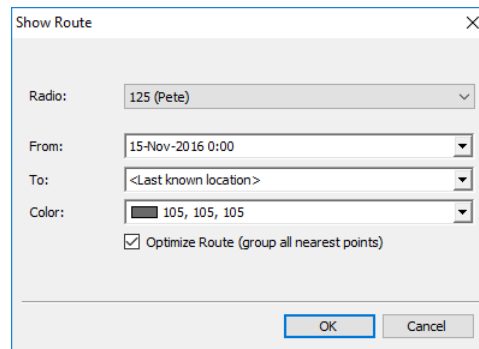 Show Route
Radio: 125 (Pete)
From: 15-Nov-2016 0:00
To: <Last known location>
Color: 105, 105, 105
Optimize Route (group all nearest points)
OK Cancel